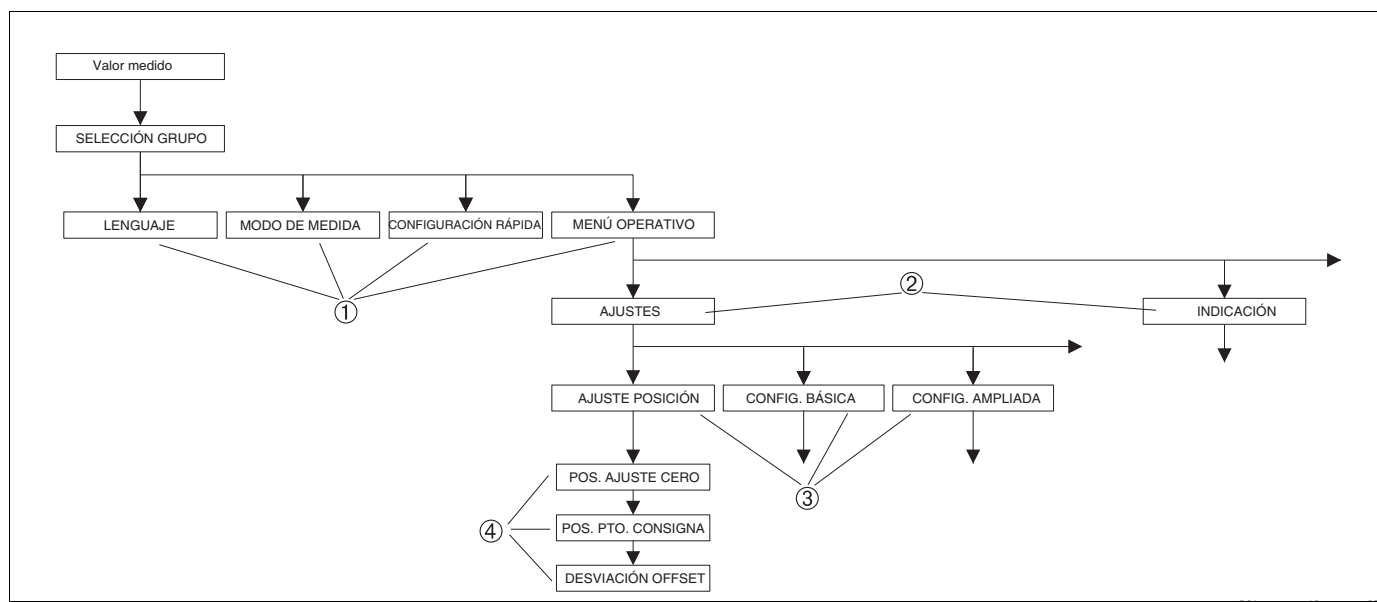 Valor medido
SELECCIÓN GRUPO
LENGUAJE
MODO DE MEDIDA
CONFIGURACIÓN RÁPIDA
MENÚ OPERATIVO
1
2
AJUSTES
INDICACIÓN
AJUSTE POSICIÓN
CONFIG. BÁSICA
CONFIG. AMPLIADA
3
POS. AJUSTE CERO
4
POS. PTO. CONSIGNA
DESVIACIÓN OFFSET